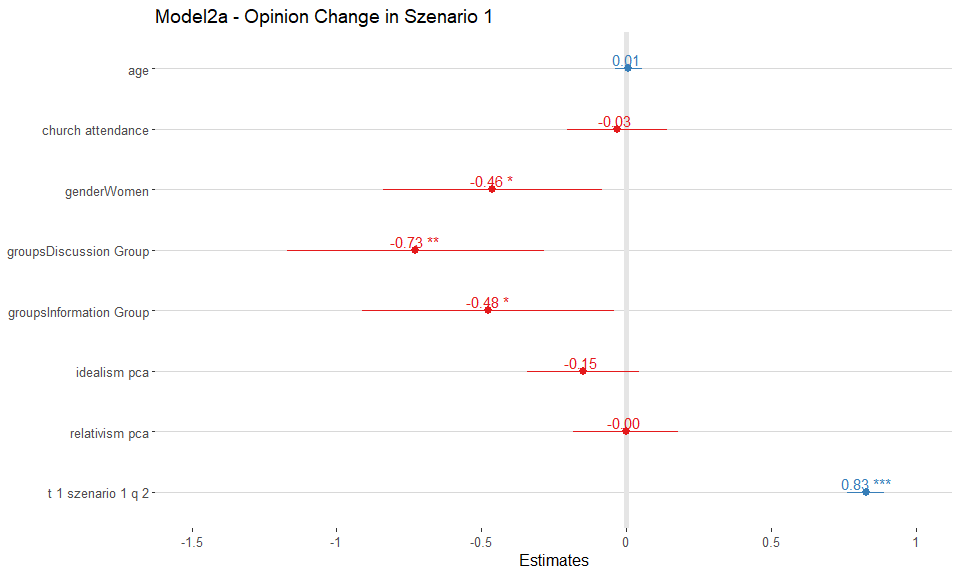 Model2a - Opinion Change in Szenario 1
age
0.01
church attendance
-0.03
genderWomen
-0.46 *
groupsDiscussion Group
-0.73 **
groupsInformation Group
-0.48 *
idealism pca
-0.15
relativism pca
-0.00
t 1 szenario 1 q 2
0.83 ***
-1.5 -1 -0.5 0 0.5 1
Estimates